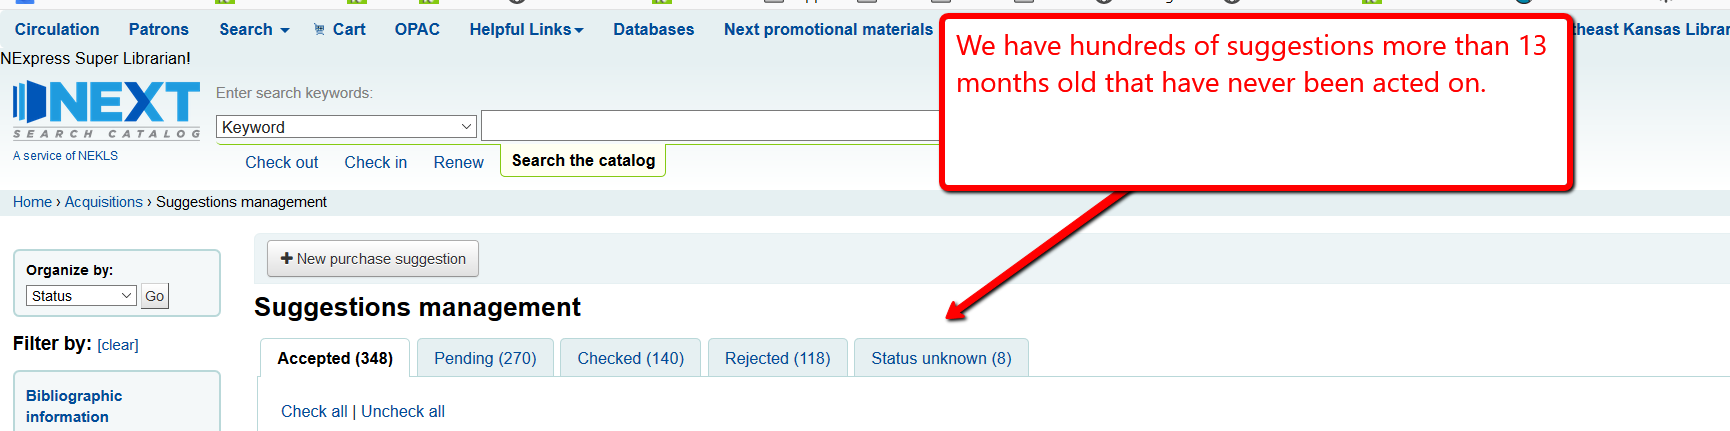 Circulation Patrons Search Cart OPAC Helpful Links Databases Next promotional materials theast Kansas Librar
NExpress Super Librarian!
We have hundreds of suggestions more than 13
months old that have never been acted on.
NEXT
SEARCH CATALOG
A service of NEKLS
Enter search keywords:
Keyword
Check out Check in Renew Search the catalog
Home › Acquisitions › Suggestions management
Organize by:
Status Go
Filter by: [clear]
Bibliographic
information
+ New purchase suggestion
Suggestions management
Accepted (348) Pending (270) Checked (140) Rejected (118) Status unknown (8)
Check all | Uncheck all